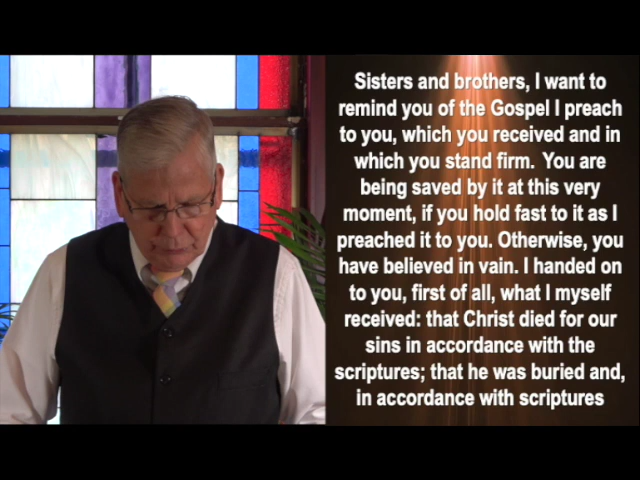 Sisters and brothers, I want to
remind you of the Gospel I preach
to you, which you received and in
which you stand firm. You are
being saved by it at this very
moment, if you hold fast to it as I
preached it to you. Otherwise, you
have believed in vain. I handed on
to you, first of all, what I myself
received: that Christ died for our
sins in accordance with the
scriptures; that he was buried and,
in accordance with scriptures